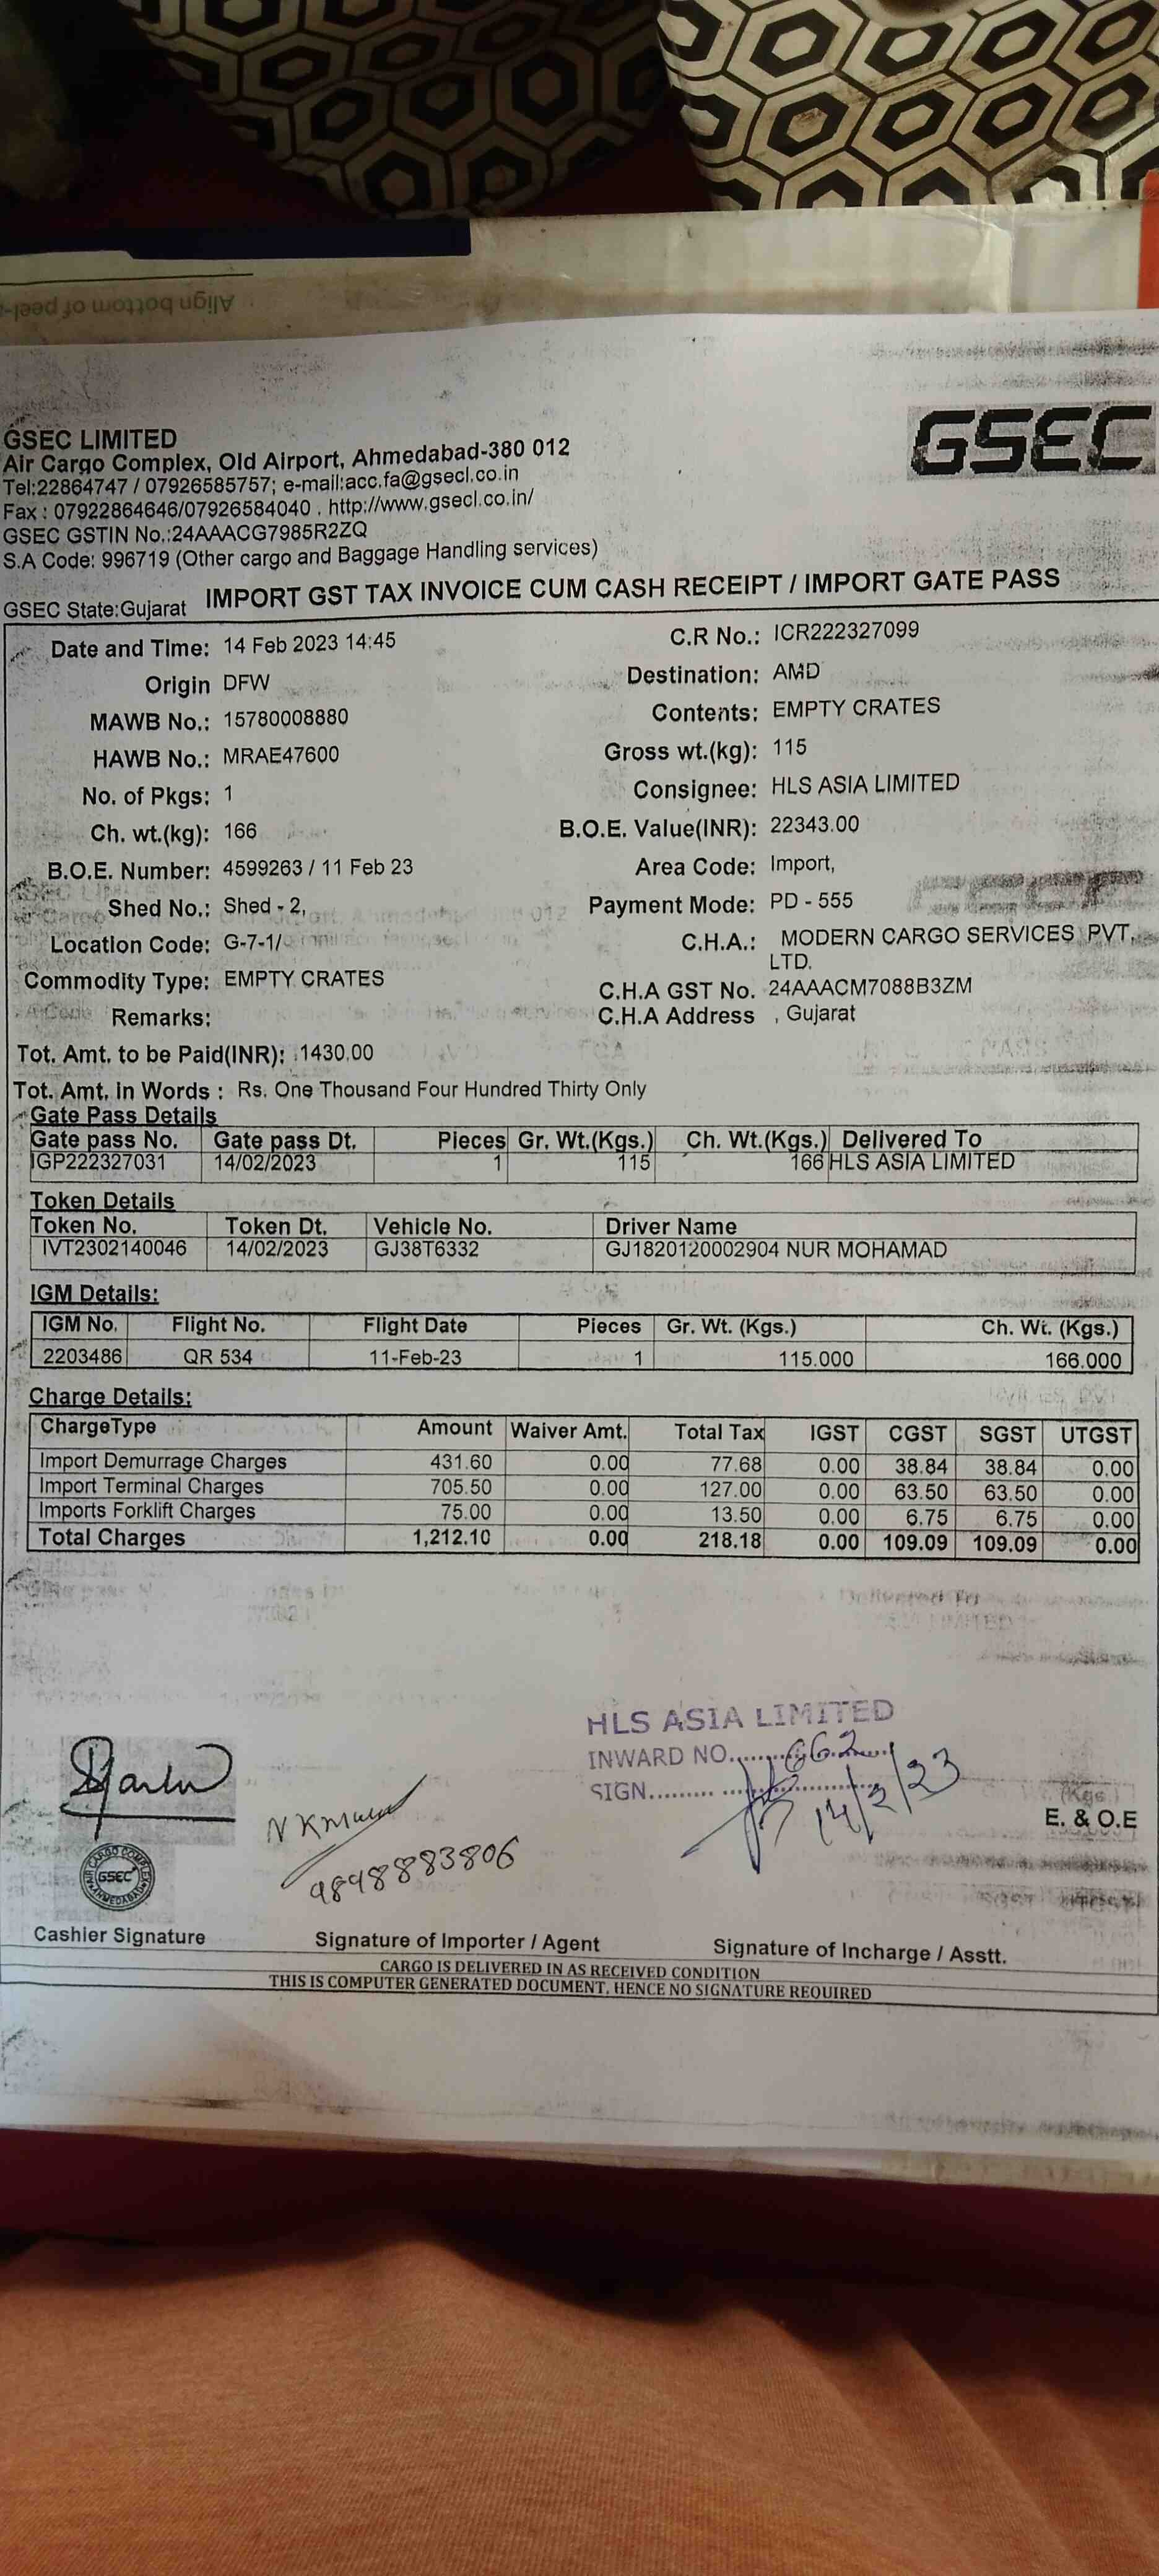 Align bottom of peel-
GSEC
GSEC LIMITED
Air Cargo Complex, Old Airport, Ahmedabad-380 012
Tel:22864747 / 07926585757; e-mail:acc.fa@gsecl.co.in
Fax : 07922864646/07926584040 , http://www.gsecl.co.in/
GSEC GSTIN No.:24AAACG7985R2ZQ
S.A Code: 996719 (Other cargo and Baggage Handling services)
GSEC State:Gujarat IMPORT GST TAX INVOICE CUM CASH RECEIPT / IMPORT GATE PASS
Date and Time: 14 Feb 2023 14:45 C.R No.: ICR222327099
Origin DFW Destination: AMD
MAWB No.: 15780008880 Contents: EMPTY CRATES
HAWB No.: MRAE47600 Gross wt.(kg): 115
No. of Pkgs: 1 Consignee: HLS ASIA LIMITED
Ch. wt.(kg): 166 B.O.E. Value(INR): 22343.00
B.O.E. Number: 4599263 / 11 Feb 23 Area Code: Import,
Shed No.: Shed - 2, Payment Mode: PD - 555
Location Code: G-7-1/ C.H.A.: MODERN CARGO SERVICES PVT.
LTD.
Commodity Type: EMPTY CRATES C.H.A GST No. 24AAACM7088B3ZM
Remarks: C.H.A Address , Gujarat
Tot. Amt. to be Paid(INR): 1430.00
Tot. Amt. in Words : Rs. One Thousand Four Hundred Thirty Only
Gate Pass Details
Gate pass No. Gate pass Dt. Pieces Gr. Wt.(Kgs.) Ch. Wt.(Kgs.) Delivered To
IGP222327031 14/02/2023 1 115 166 HLS ASIA LIMITED
Token Details
Token No. Token Dt. Vehicle No. Driver Name
IVT2302140046 14/02/2023 GJ38T6332 GJ1820120002904 NUR MOHAMAD
IGM Details:
IGM No. Flight No. Flight Date Pieces Gr. Wt. (Kgs.) Ch. Wt. (Kgs.)
2203486 QR 534 11-Feb-23 1 115.000 166.000
Charge Details:
ChargeType Amount Waiver Amt. Total Tax IGST CGST SGST UTGST
Import Demurrage Charges 431.60 0.00 77.68 0.00 38.84 38.84 0.00
Import Terminal Charges 705.50 0.00 127.00 0.00 63.50 63.50 0.00
Imports Forklift Charges 75.00 0.00 13.50 0.00 6.75 6.75 0.00
Total Charges 1,212.10 0.00 218.18 0.00 109.09 109.09 0.00
HLS ASIA LIMITED
INWARD NO. 662
SIGN 14/2/23
E. & O.E
9898883806
AIR CARGO COMPLEX GSEC AHMEDABAD
Cashier Signature Signature of Importer / Agent Signature of Incharge / Asstt.
CARGO IS DELIVERED IN AS RECEIVED CONDITION
THIS IS COMPUTER GENERATED DOCUMENT, HENCE NO SIGNATURE REQUIRED